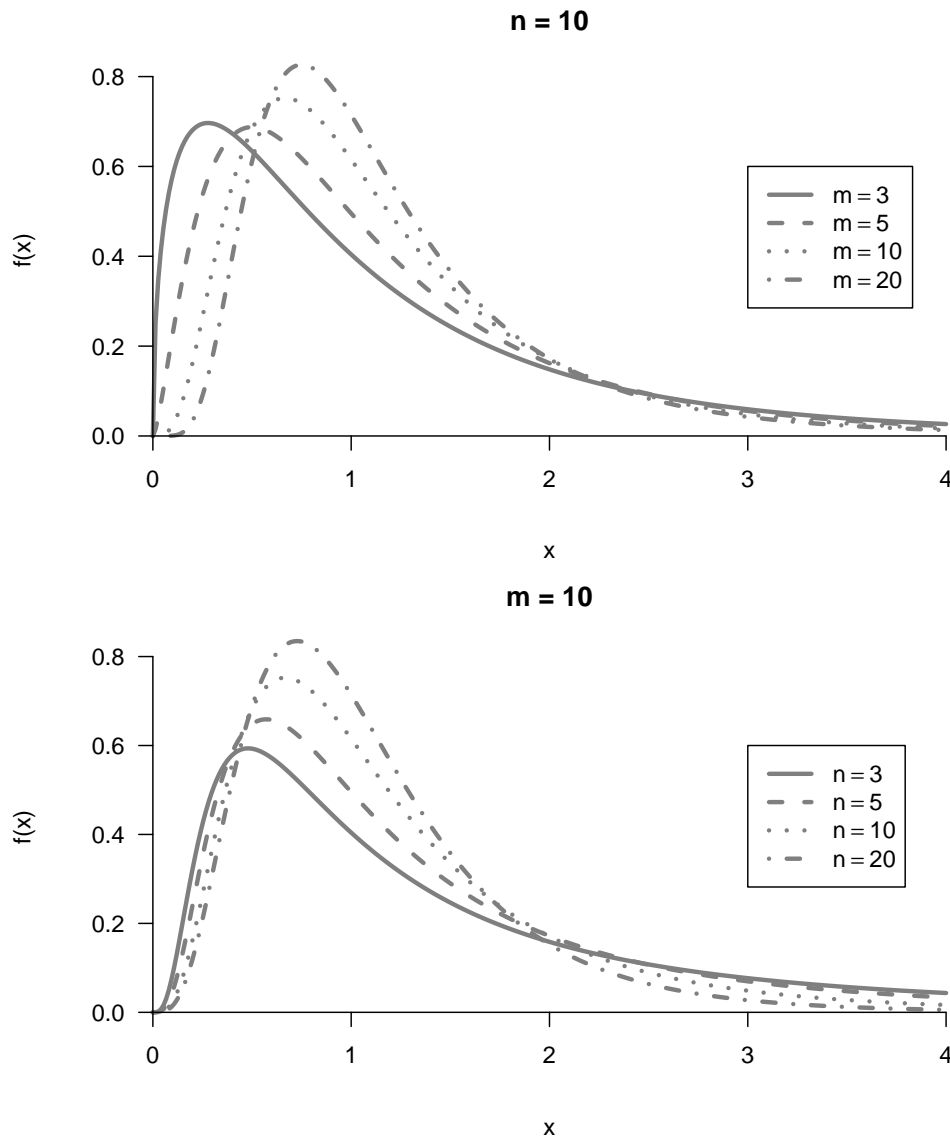 n = 10
0.8
0.6
0.4
0.2
0.0
f(x)
m = 3
m = 5
m = 10
m = 20
0 1 2 3 4
x
m = 10
0.8
0.6
0.4
0.2
0.0
f(x)
n = 3
n = 5
n = 10
n = 20
0 1 2 3 4
x